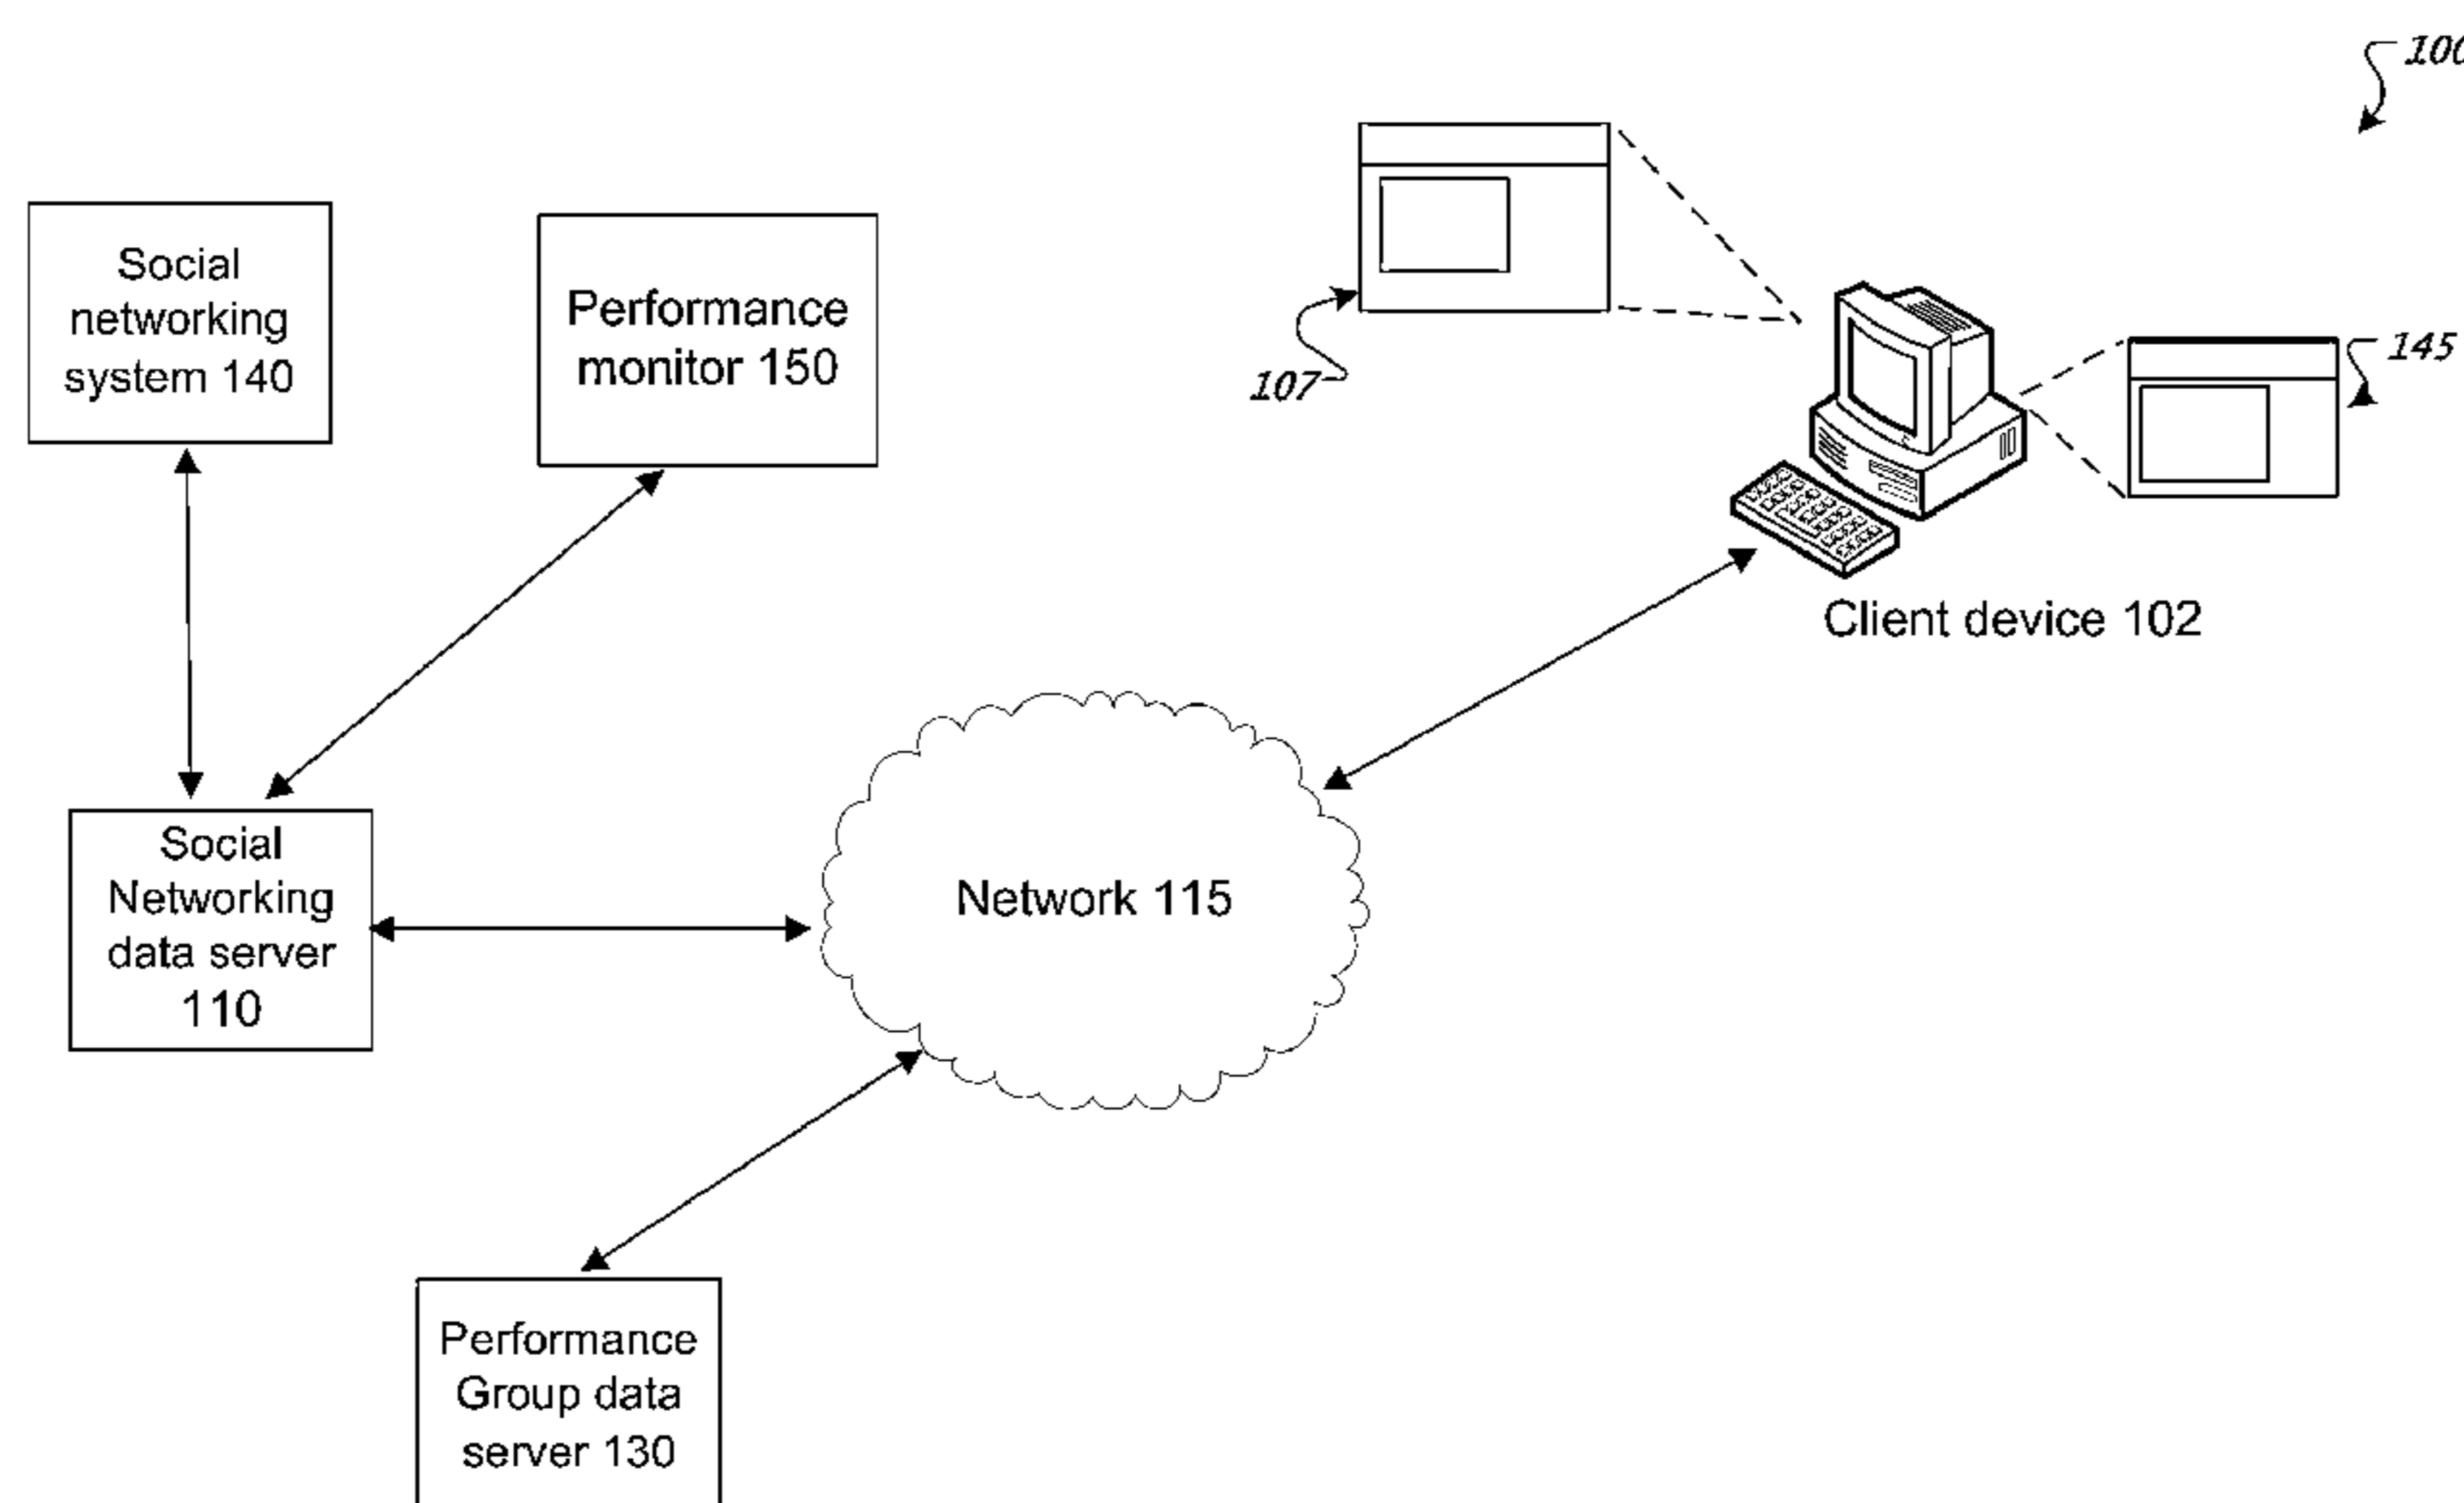 100
Social
networking
system 140
Performance
monitor 150
107
145
Client device 102
Social
Networking
data server
110
Network 115
Performance
Group data
server 130